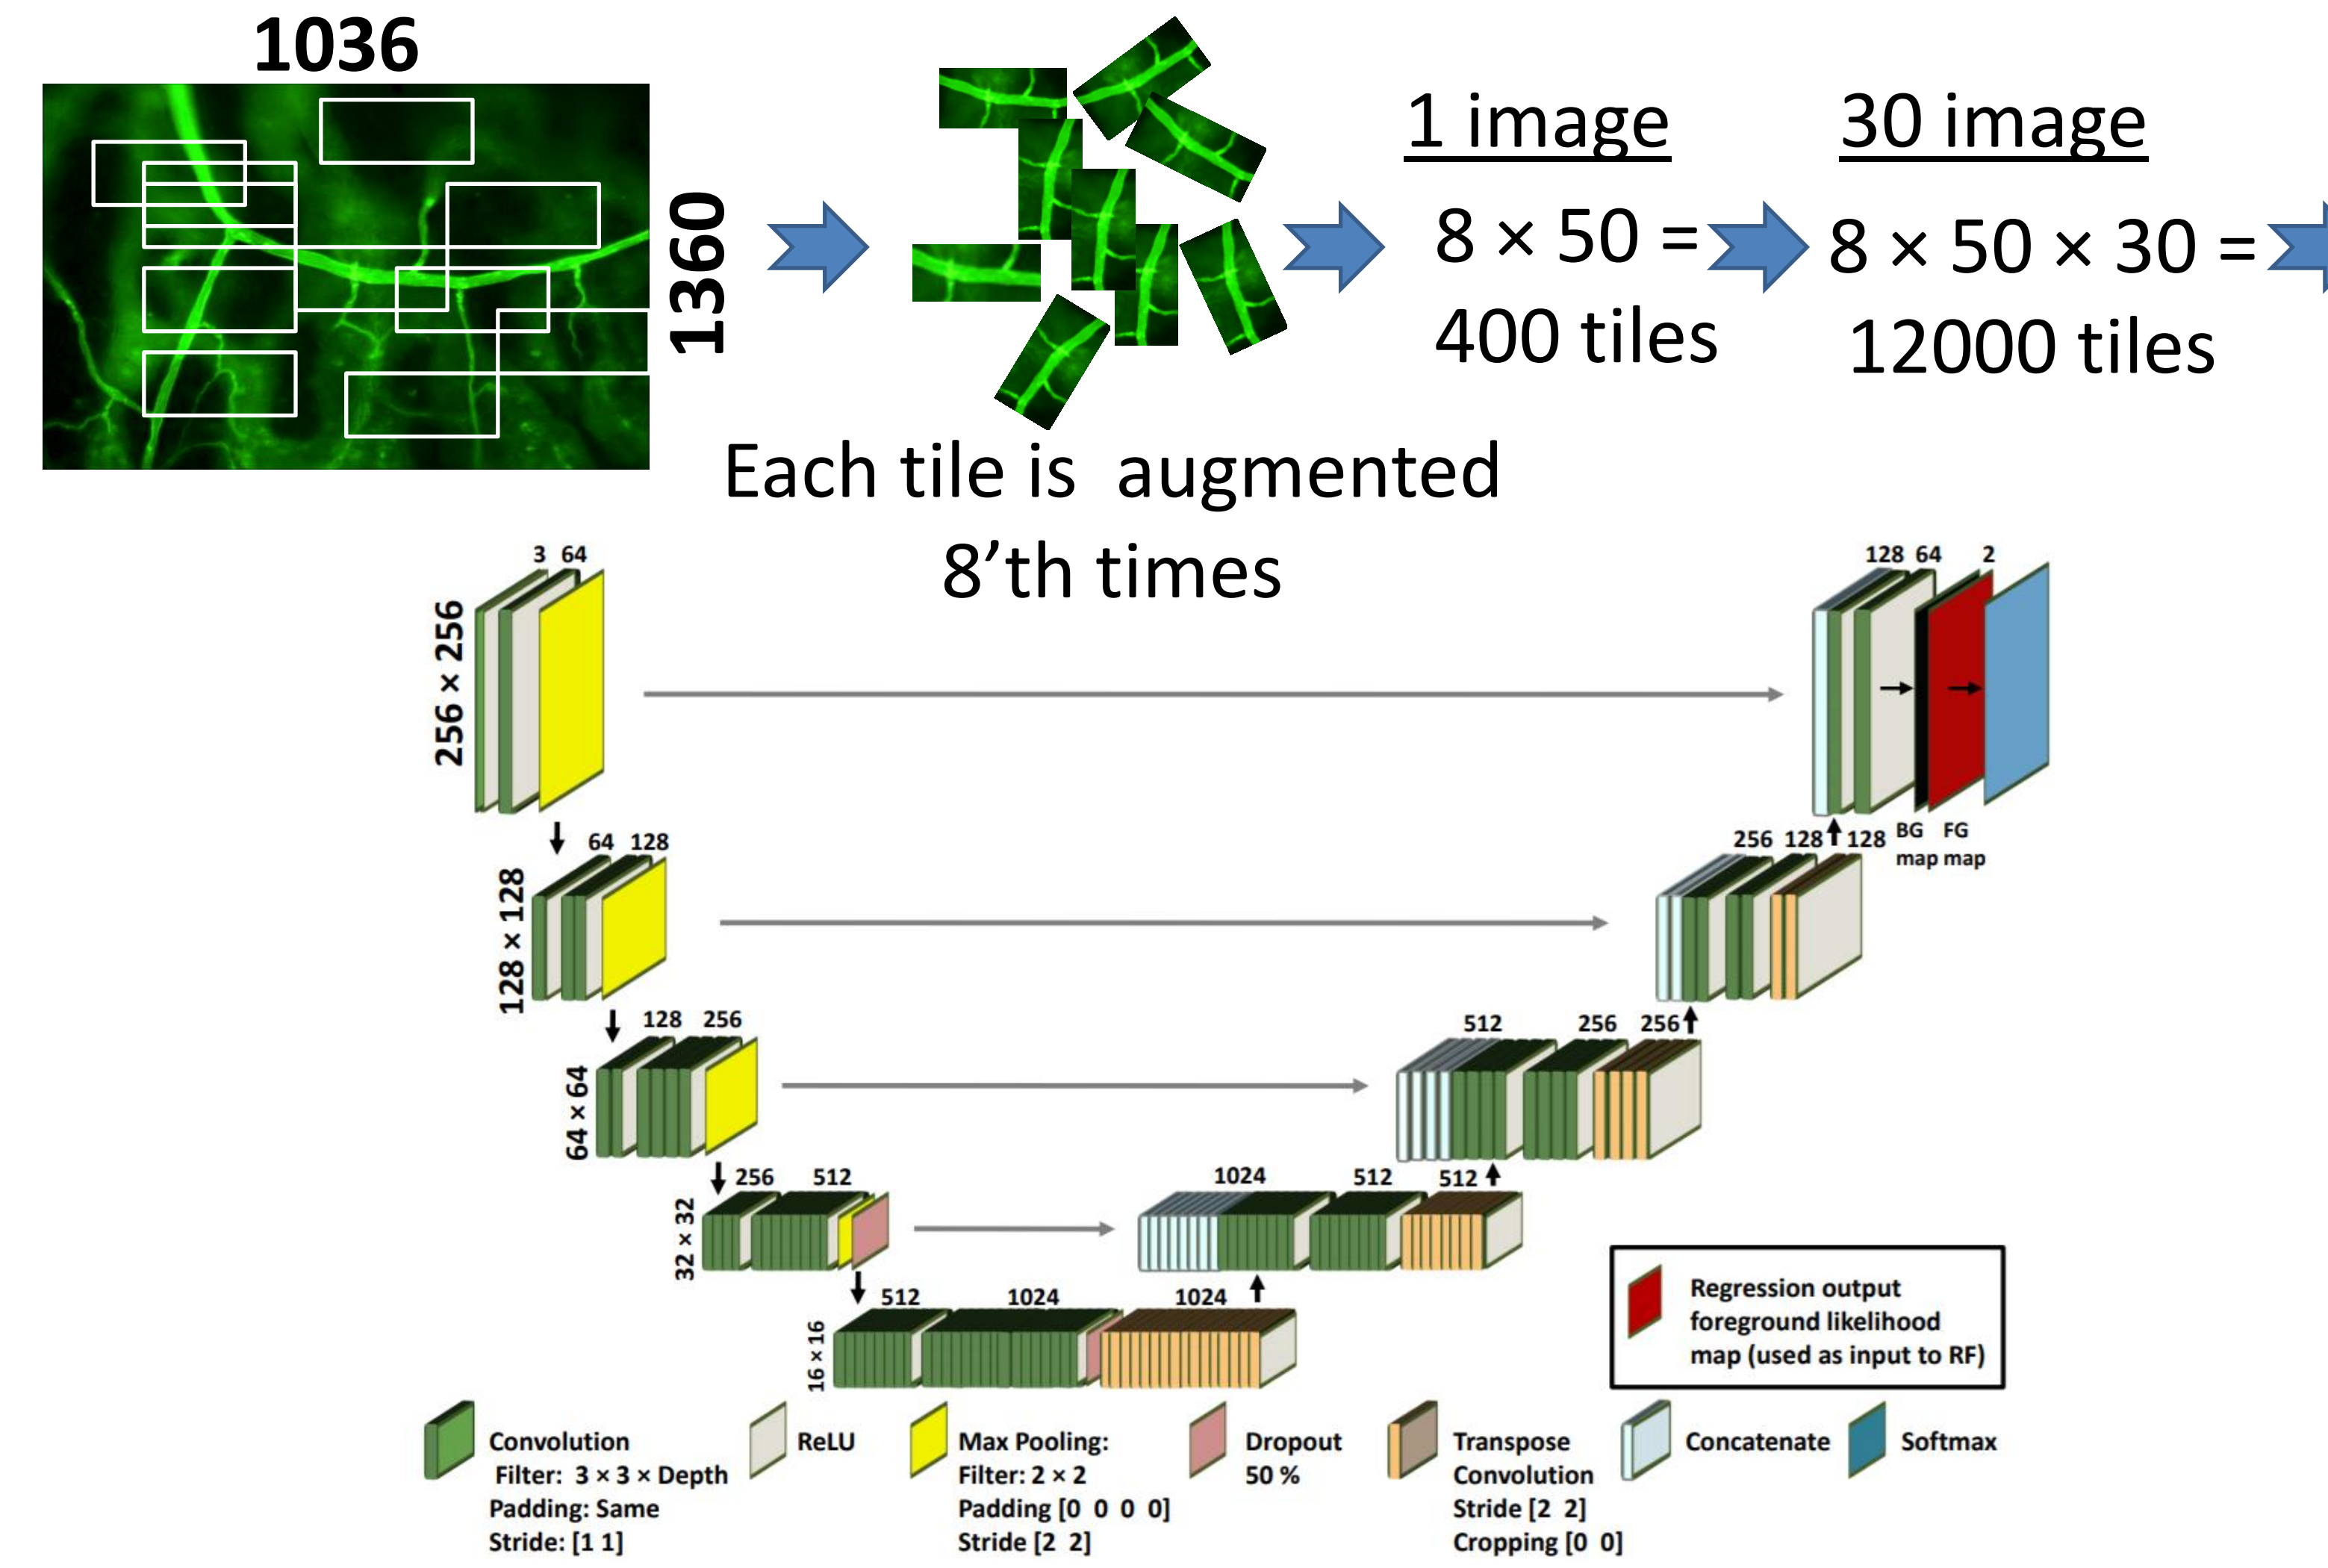 1036
1360
1 image
8 × 50 =
400 tiles
30 image
8 × 50 × 30 =
12000 tiles
Each tile is augmented
8’th times
3 64
256 × 256
128 64 2
BG FG
map map
64 128
128 × 128
256 128 128
128 256
64 × 64
512 256 256
256 512
32 × 32
1024 512 512
512 1024 1024
16 × 16
Regression output
foreground likelihood
map (used as input to RF)
Convolution
Filter: 3 × 3 × Depth
Padding: Same
Stride: [1 1]
ReLU
Max Pooling:
Filter: 2 × 2
Padding [0 0 0 0]
Stride [2 2]
Dropout
50 %
Transpose
Convolution
Stride [2 2]
Cropping [0 0]
Concatenate
Softmax